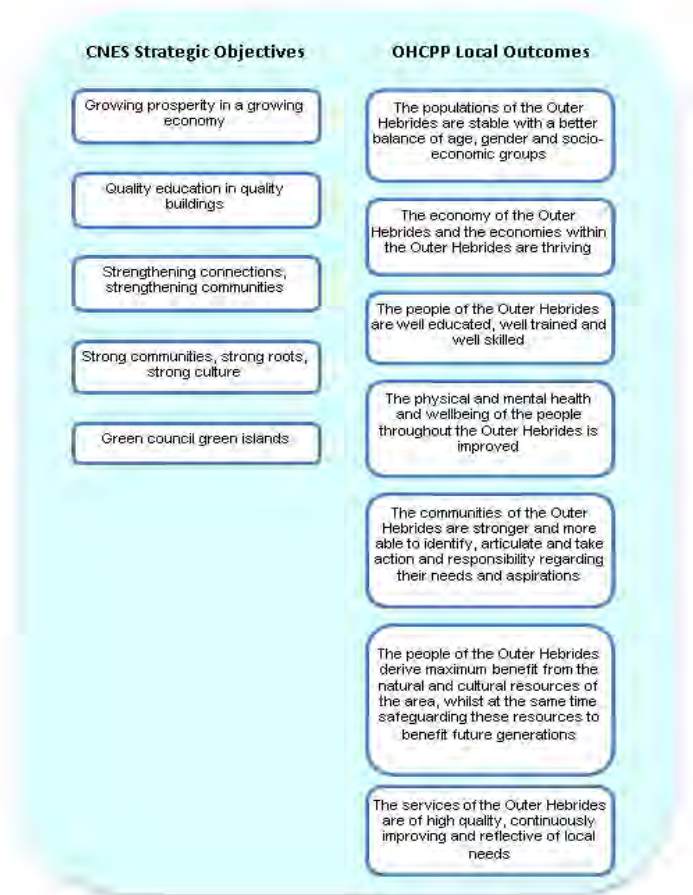 CNES Strategic Objectives
Growing prosperity in a growing
economy
Quality education in quality
buildings
Strengthening connections,
strengthening communities
Strong communities, strong roots,
strong culture
Green council green islands
OHCPP Local Outcomes
The populations of the Outer
Hebrides are stable with a better
balance of age, gender and socio-
economic groups
The economy of the Outer
Hebrides and the economies within
the Outer Hebrides are thriving
The people of the Outer Hebrides
are well educated, well trained and
well skilled
The physical and mental health
and wellbeing of the people
throughout the Outer Hebrides is
improved
The communities of the Outer
Hebrides are stronger and more
able to identify, articulate and take
action and responsibility regarding
their needs and aspirations
The people of the Outer Hebrides
derive maximum benefit from the
natural and cultural resources of
the area, whilst at the same time
safeguarding these resources to
benefit future generations
The services of the Outer Hebrides
are of high quality, continuously
improving and reflective of local
needs